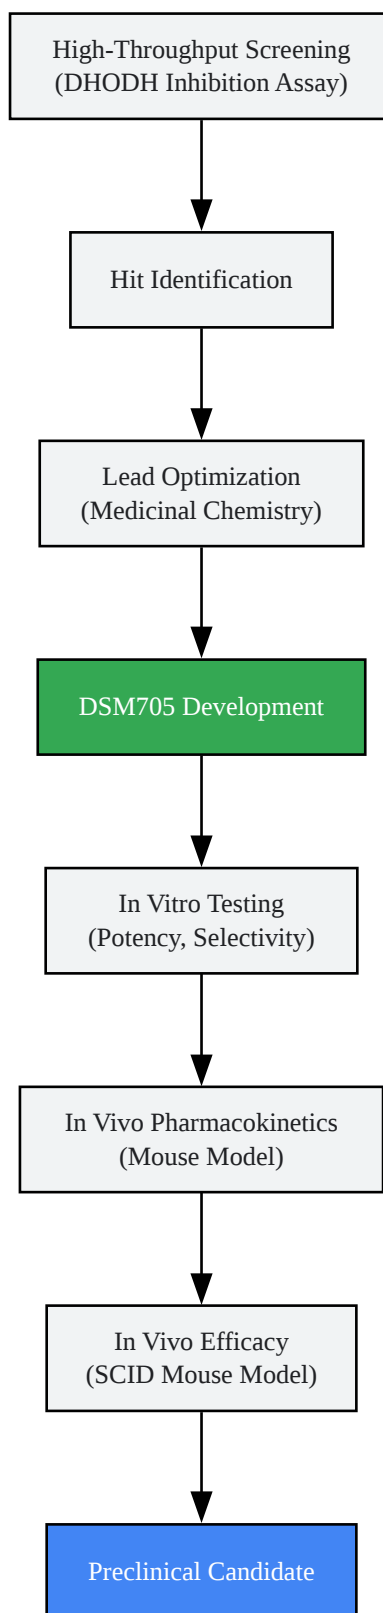 High-Throughput Screening
(DHODH Inhibition Assay)
Hit Identification
Lead Optimization
(Medicinal Chemistry)
DSM705 Development
In Vitro Testing
(Potency, Selectivity)
In Vivo Pharmacokinetics
(Mouse Model)
In Vivo Efficacy
(SCID Mouse Model)
Preclinical Candidate